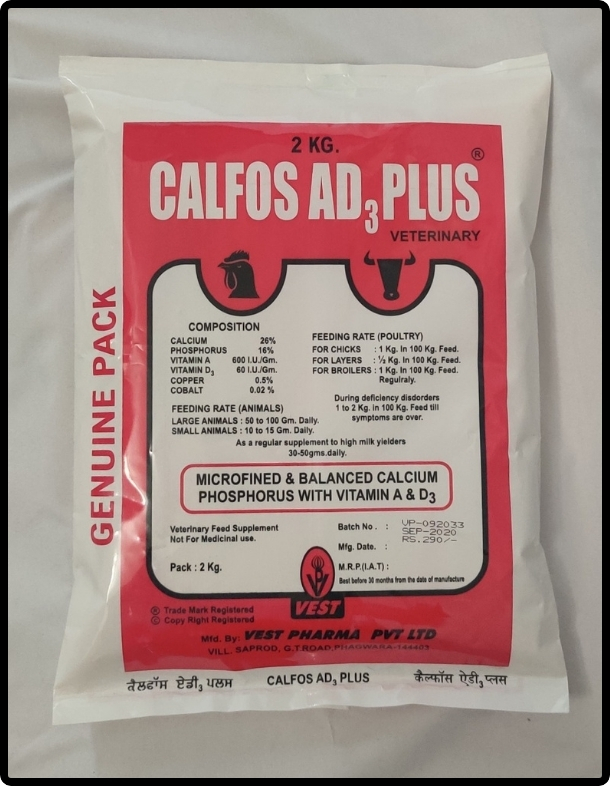 2 KG.
CALFOS AD3 PLUS ®
VETERINARY
GENUINE PACK
COMPOSITION
CALCIUM 26%
PHOSPHORUS 16%
VITAMIN A 600 I.U./Gm.
VITAMIN D3 60 I.U./Gm.
COPPER 0.5%
COBALT 0.02 %
FEEDING RATE (ANIMALS)
LARGE ANIMALS : 50 to 100 Gm. Daily.
SMALL ANIMALS : 10 to 15 Gm. Daily.
FEEDING RATE (POULTRY)
FOR CHICKS : 1 Kg. In 100 Kg. Feed.
FOR LAYERS : ½ Kg. In 100 Kg. Feed.
FOR BROILERS : 1 Kg. In 100 Kg. Feed.
Reguiraly.
During deficiency disdorders
1 to 2 Kg. in 100 Kg. Feed till
symptoms are over.
As a regular supplement to high milk yielders
30-50gms.daily.
MICROFINED & BALANCED CALCIUM
PHOSPHORUS WITH VITAMIN A & D3
Veterinary Feed Supplement
Not For Medicinal use.
Pack : 2 Kg.
Batch No . : VP-092033
Mfg. Date. : SEP-2020
M.R.P.(I.A.T) : RS.290/-
Best before 30 months from the date of manufacture
VEST
® Trade Mark Registered
© Copy Right Registered
Mfd. By: VEST PHARMA PVT LTD
VILL. SAPROD, G.T.ROAD PHAGWARA-144403
ਕੈਲਫਾੱਸ ਏਡੀ3 ਪਲਸ CALFOS AD3 PLUS कैल्फॉस ऐडी3 प्लस